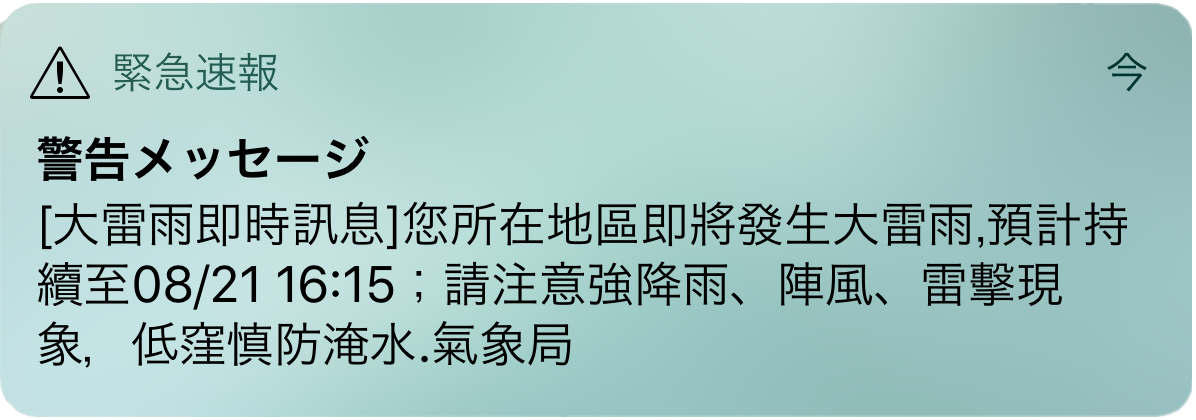 緊急速報
今
警告メッセージ
[大雷雨即時訊息]您所在地區即將發生大雷雨,預計持
續至08/21 16:15；請注意強降雨、陣風、雷擊現
象, 低窪慎防淹水.氣象局